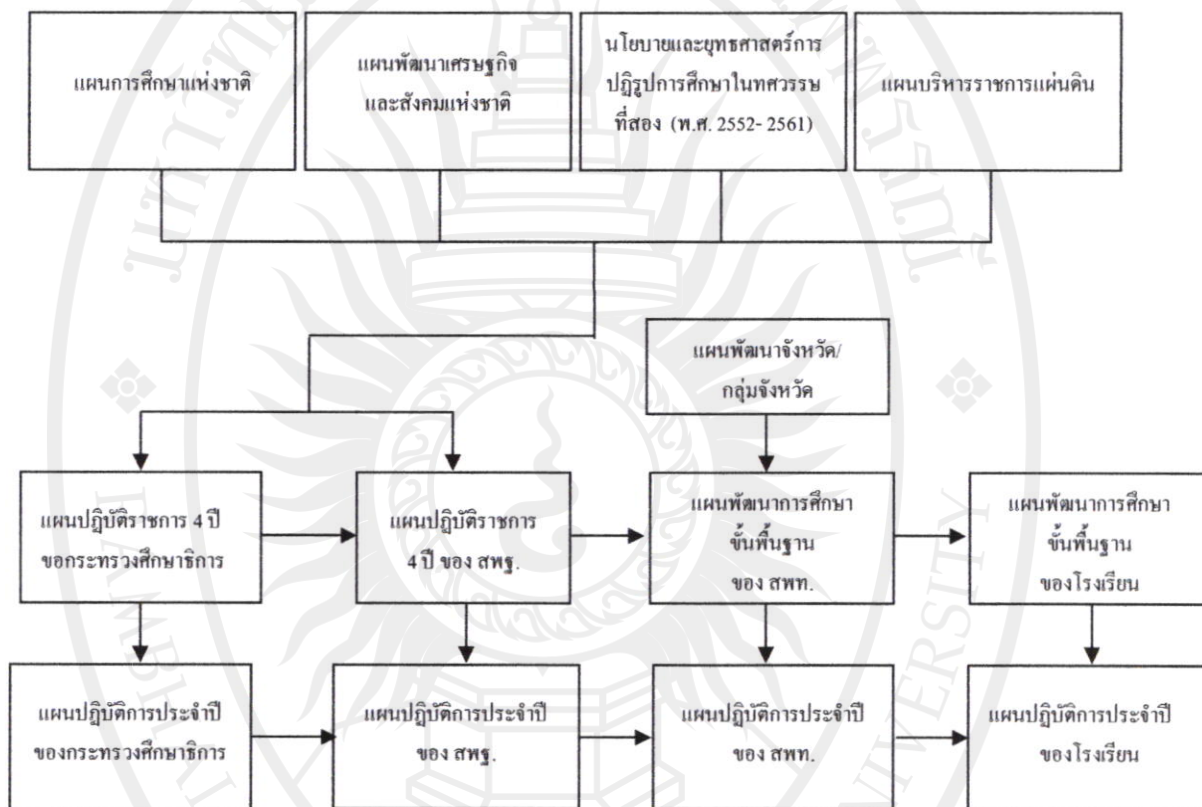 แผนการศึกษาแห่งชาติ
แผนพัฒนาเศรษฐกิจ
และสังคมแห่งชาติ
นโยบายและยุทธศาสตร์การ
ปฏิรูปการศึกษาในทศวรรษ
ที่สอง (พ.ศ. 2552- 2561)
แผนบริหารราชการแผ่นดิน
แผนพัฒนาจังหวัด/
กลุ่มจังหวัด
แผนปฏิบัติราชการ 4 ปี
ขอกระทรวงศึกษาธิการ
แผนปฏิบัติราชการ
4 ปี ของ สพฐ.
แผนพัฒนาการศึกษา
ขั้นพื้นฐาน
ของ สพท.
แผนพัฒนาการศึกษา
ขั้นพื้นฐาน
ของโรงเรียน
แผนปฏิบัติการประจำปี
ของกระทรวงศึกษาธิการ
แผนปฏิบัติการประจำปี
ของ สพฐ.
แผนปฏิบัติการประจำปี
ของ สพท.
แผนปฏิบัติการประจำปี
ของโรงเรียน